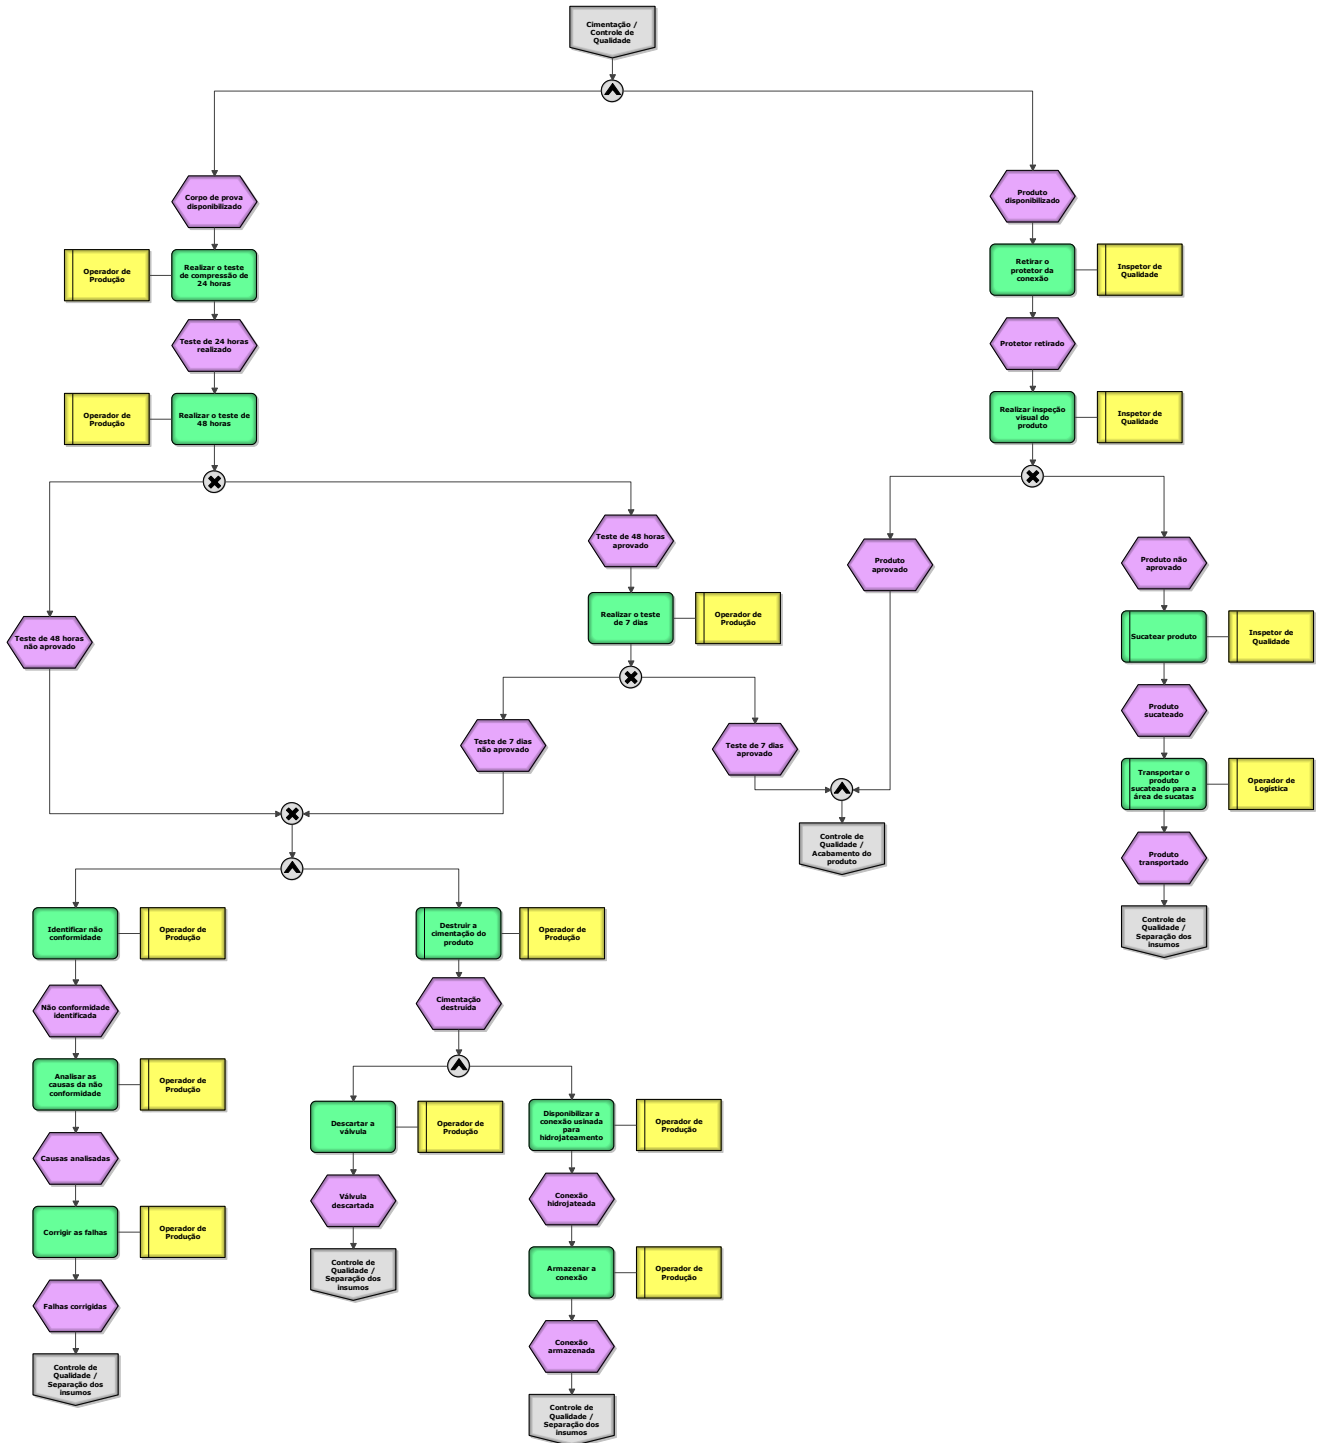 Cimentação /
Controle de
Qualidade
Corpo de prova
disponibilizado
Produto
disponibilizado
Operador de
Produção
Realizar o teste
de compressão de
24 horas
Retirar o
protetor da
conexão
Inspetor de
Qualidade
Teste de 24 horas
realizado
Protetor retirado
Operador de
Produção
Realizar o teste de
48 horas
Realizar inspeção
visual do
produto
Inspetor de
Qualidade
Teste de 48 horas
aprovado
Produto
aprovado
Produto não
aprovado
Teste de 48 horas
não aprovado
Realizar o teste
de 7 dias
Operador de
Produção
Sucatear produto
Inspetor de
Qualidade
Teste de 7 dias
não aprovado
Teste de 7 dias
aprovado
Produto
sucateado
Transportar o
produto
sucateado para a
área de sucatas
Operador de
Logística
Controle de
Qualidade /
Acabamento do
produto
Produto
transportado
Identificar não
conformidade
Operador de
Produção
Destruir a
cimentação do
produto
Operador de
Produção
Controle de
Qualidade /
Separação dos
insumos
Não conformidade
identificada
Cimentação
destruída
Analisar as
causas da não
conformidade
Operador de
Produção
Descartar a
válvula
Operador de
Produção
Disponibilizar a
conexão usinada
para
hidrojateamento
Operador de
Produção
Causas analisadas
Válvula
descartada
Conexão
hidrojateada
Corrigir as falhas
Operador de
Produção
Controle de
Qualidade /
Separação dos
insumos
Armazenar a
conexão
Operador de
Produção
Falhas corrigidas
Conexão
armazenada
Controle de
Qualidade /
Separação dos
insumos
Controle de
Qualidade /
Separação dos
insumos